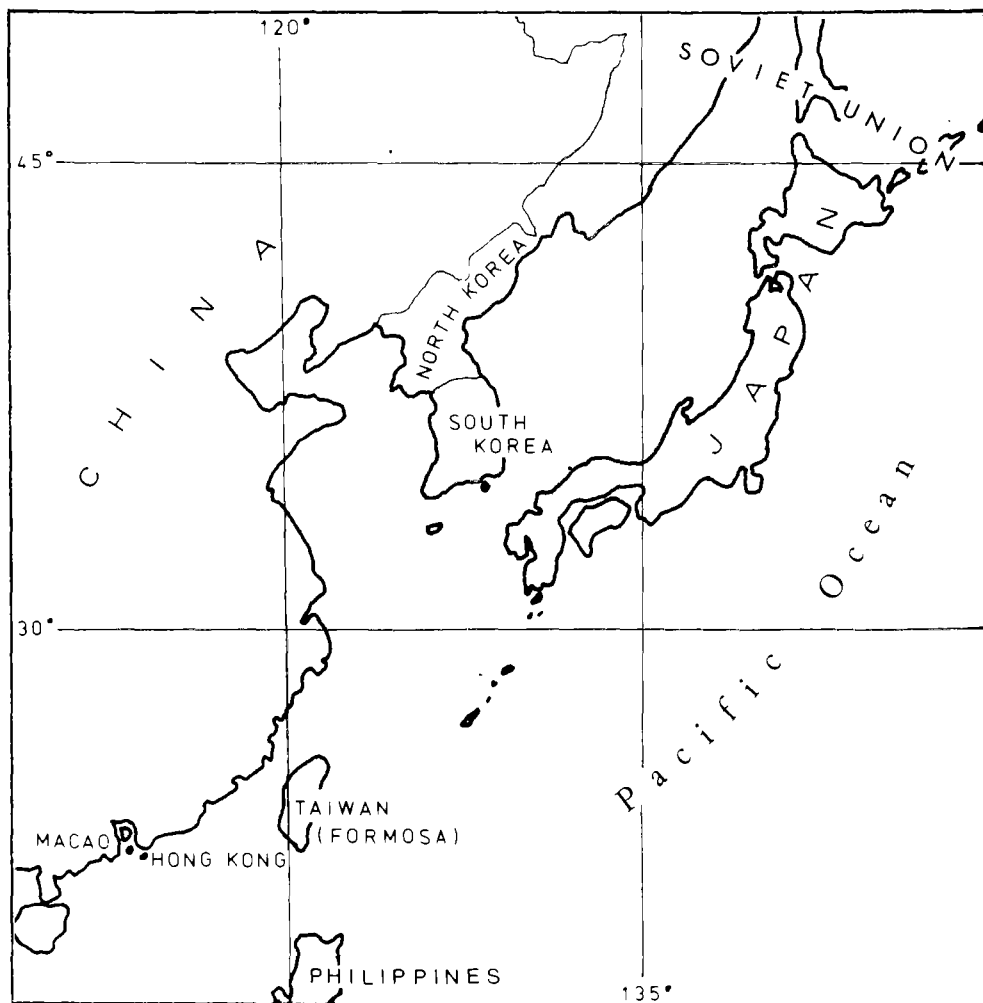 120°
SOVIET UNION
45°
CHINA
JAPAN
NORTH KOREA
SOUTH
KOREA
Pacific Ocean
30°
TAIWAN
(FORMOSA)
MACAO
HONG KONG
PHILIPPINES
135°